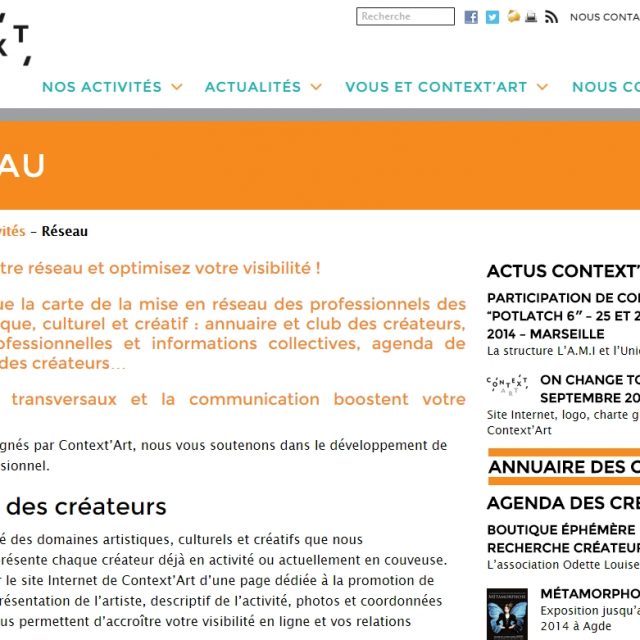 XT
Recherche
NOUS CONTA
NOS ACTIVITÉS
ACTUALITÉS
VOUS ET CONTEXT'ART
NOUS CO
AU
vités – Réseau
tre réseau et optimisez votre visibilité !
ue la carte de la mise en réseau des professionnels des
que, culturel et créatif : annuaire et club des créateurs,
ofessionnelles et informations collectives, agenda de
des créateurs…
transversaux et la communication boostent votre
gnés par Context'Art, nous vous soutenons dans le développement de
sionnel.
des créateurs
é des domaines artistiques, culturels et créatifs que nous
résente chaque créateur déjà en activité ou actuellement en couveuse.
r le site Internet de Context'Art d'une page dédiée à la promotion de
résentation de l'artiste, descriptif de l'activité, photos et coordonnées
us permettent d'accroître votre visibilité en ligne et vos relations
ACTUS CONTEXT'
PARTICIPATION DE CO
"POTLATCH 6" – 25 ET 2
2014 – MARSEILLE
La structure L'A.M.I et l'Uni
CONTEXT
ART
ON CHANGE TO
SEPTEMBRE 20
Site Internet, logo, charte g
Context'Art
ANNUAIRE DES C
AGENDA DES CRÉ
BOUTIQUE ÉPHÉMÈRE
RECHERCHE CRÉATEUR
L'association Odette Louise
MÉTAMORPHO
Exposition jusqu'a
2014 à Agde